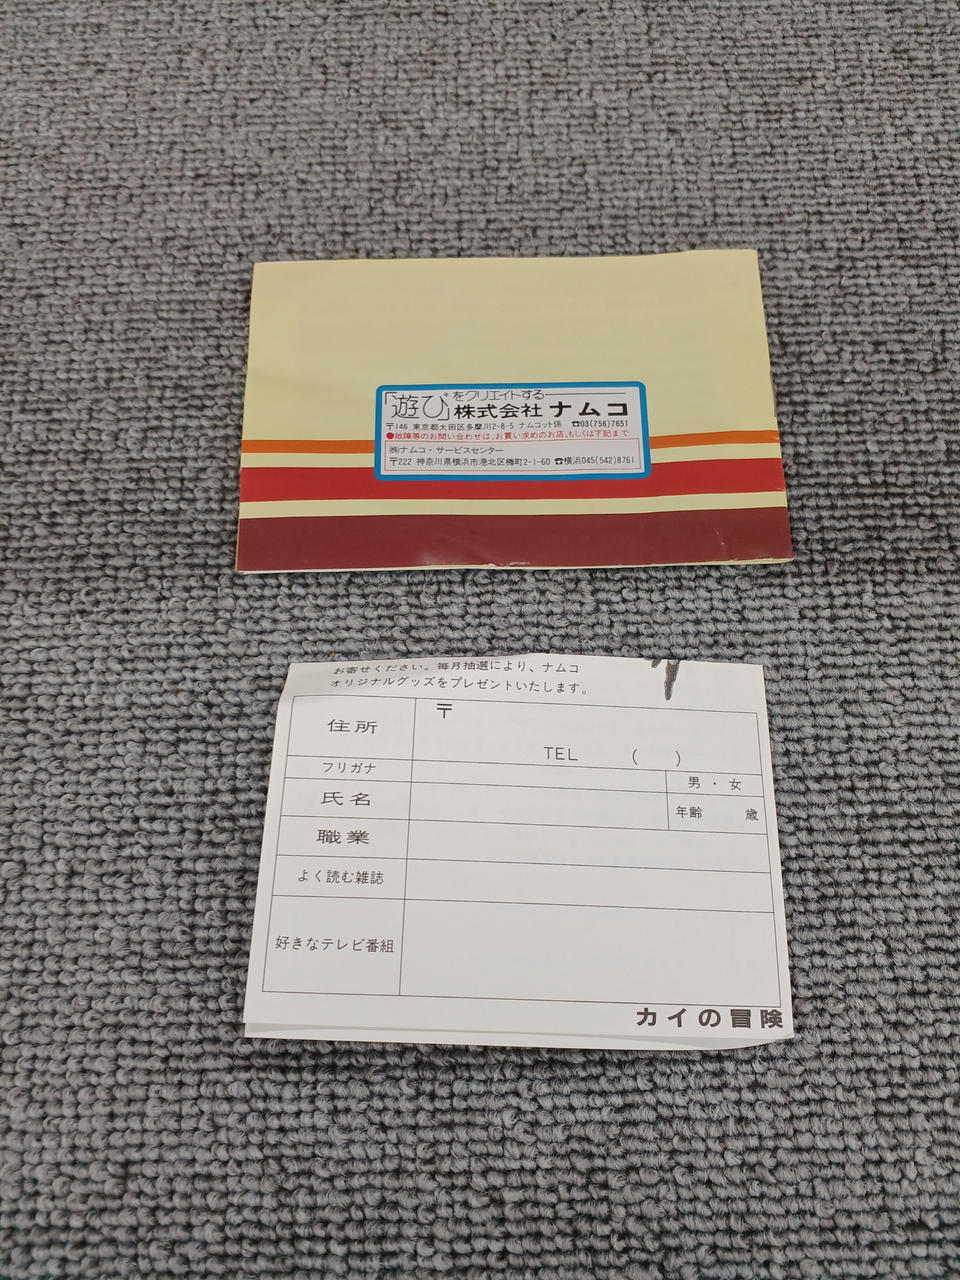 「遊び」をクリエイトする
株式会社ナムコ
〒146 東京都大田区多摩川2-8-5 ナムコット係 ☎03(756)7651
●故障等のお問い合わせは、お買い求めのお店、もしくは下記まで
㈱ナムコ・サービスセンター
〒222 神奈川県横浜市港北区樽町2-1-60 ☎横浜045(542)8761
お寄せください。毎月抽選により、ナムコ
オリジナルグッズをプレゼントいたします。
住所
〒
TEL ( )
フリガナ
男・女
氏名
年齢 歳
職業
よく読む雑誌
好きなテレビ番組
カイの冒険